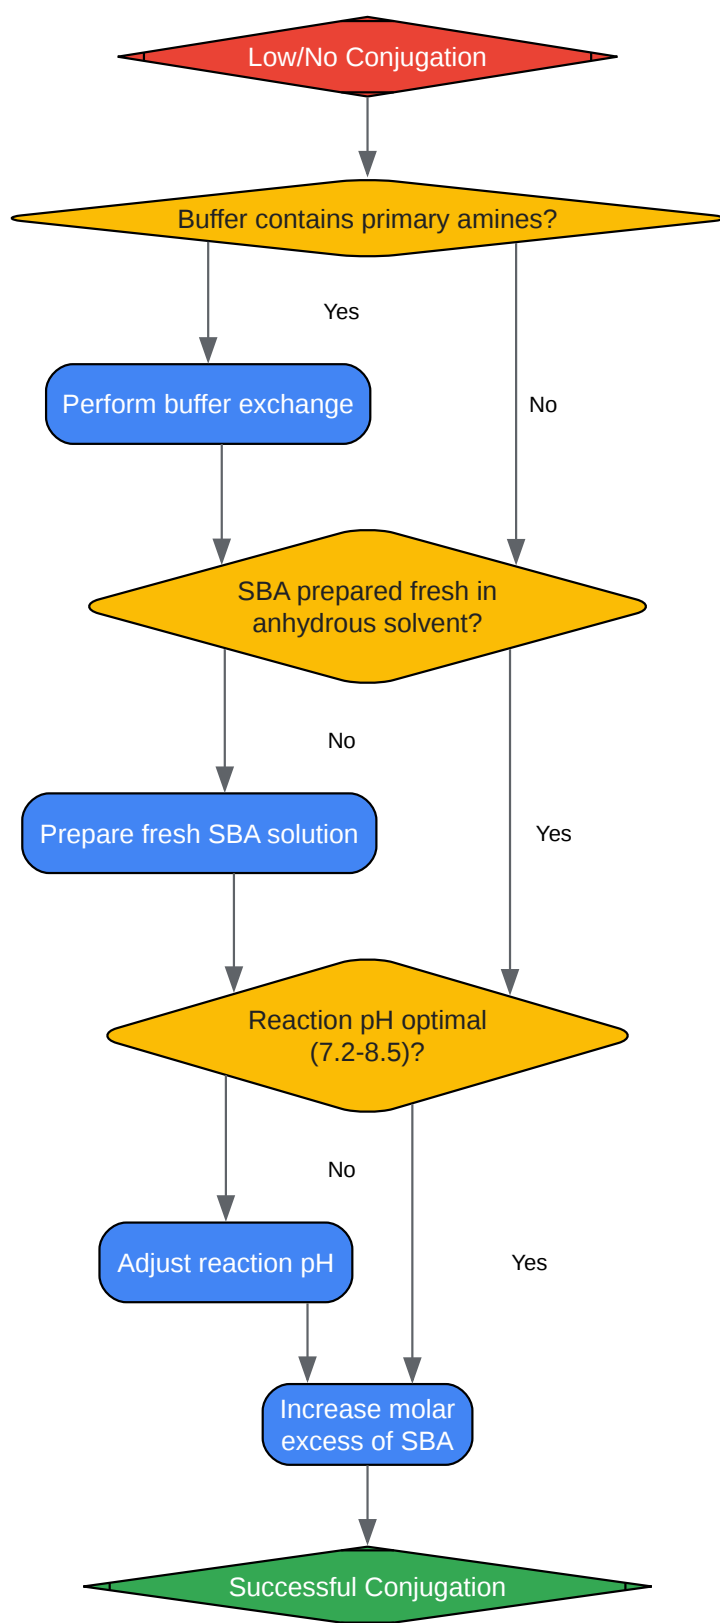 Low/No Conjugation
Buffer contains primary amines?
Yes
Perform buffer exchange
No
SBA prepared fresh in
anhydrous solvent?
No
Prepare fresh SBA solution
Yes
Reaction pH optimal
(7.2-8.5)?
No
Adjust reaction pH
Yes
Increase molar
excess of SBA
Successful Conjugation